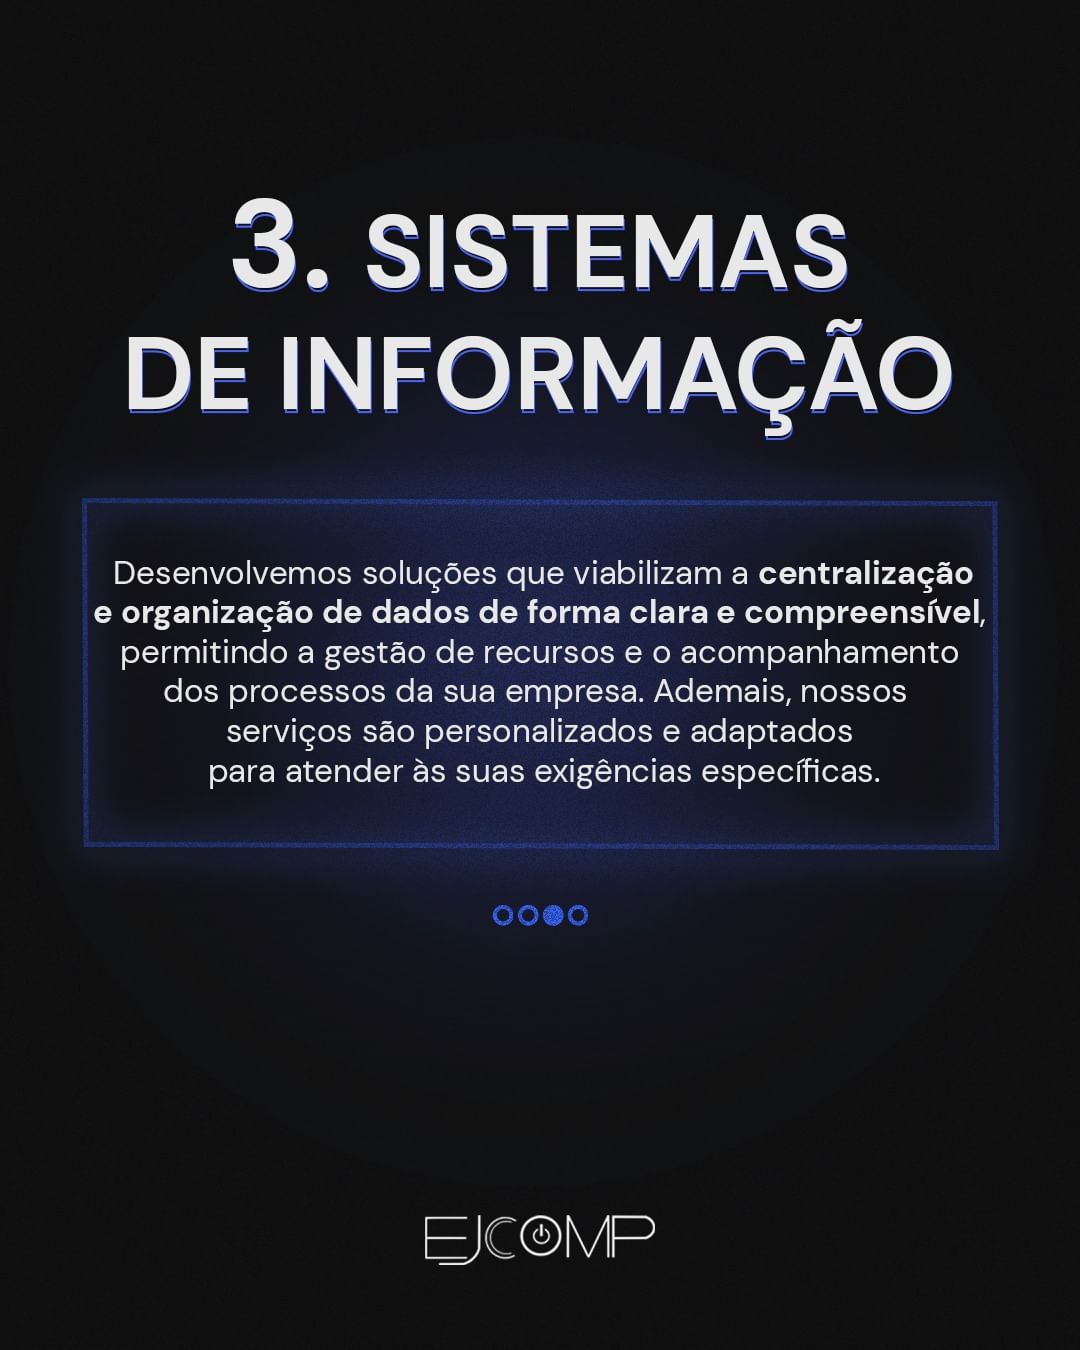 3. SISTEMAS
DE INFORMAÇÃO
Desenvolvemos soluções que viabilizam a centralização
e organização de dados de forma clara e compreensível,
permitindo a gestão de recursos e o acompanhamento
dos processos da sua empresa. Ademais, nossos
serviços são personalizados e adaptados
para atender às suas exigências específicas.
EJCOMP